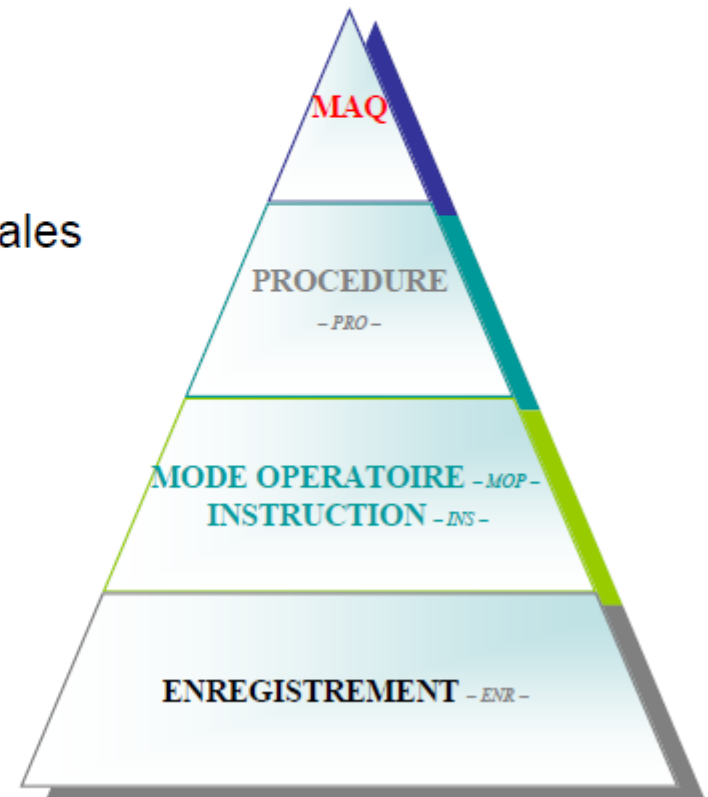 MAQ
ales
PROCEDURE
– PRO –
MODE OPERATOIRE – MOP –
INSTRUCTION – INS –
ENREGISTREMENT – ENR –